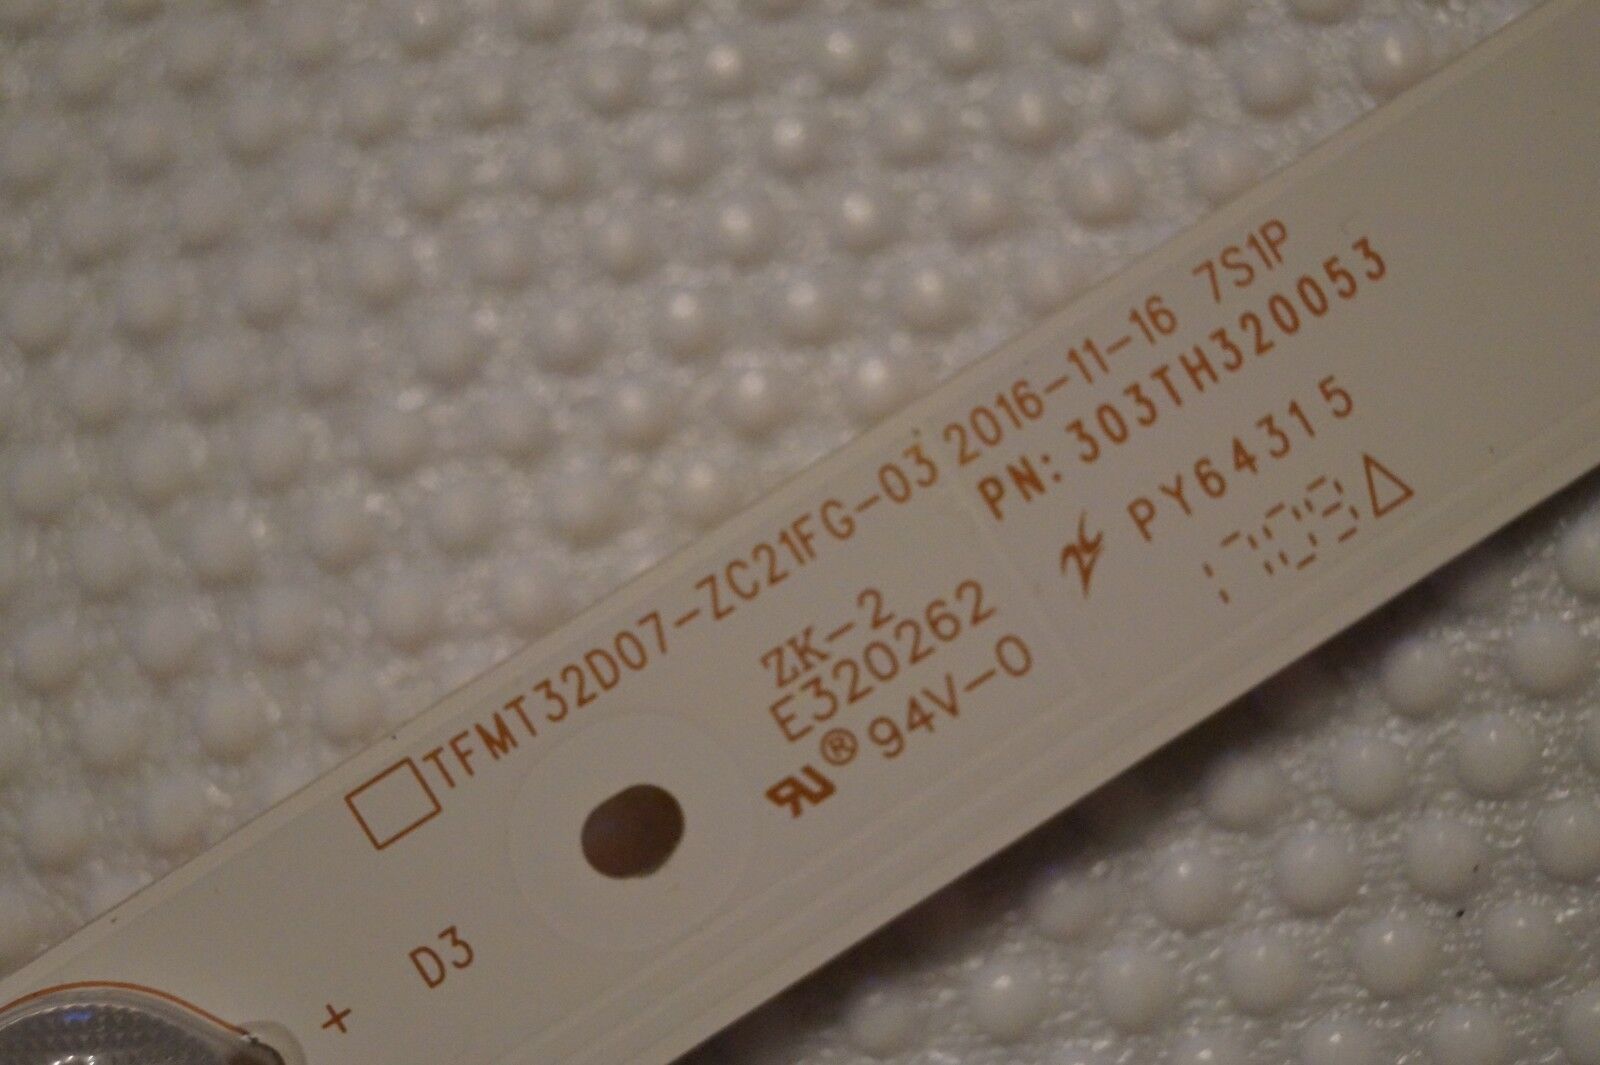 TFMT32D07-ZC21FG-03 2016-11-16 7S1P
PN: 303TH320053
PY64315
ZK-2
E320262
94V-0
D3
+